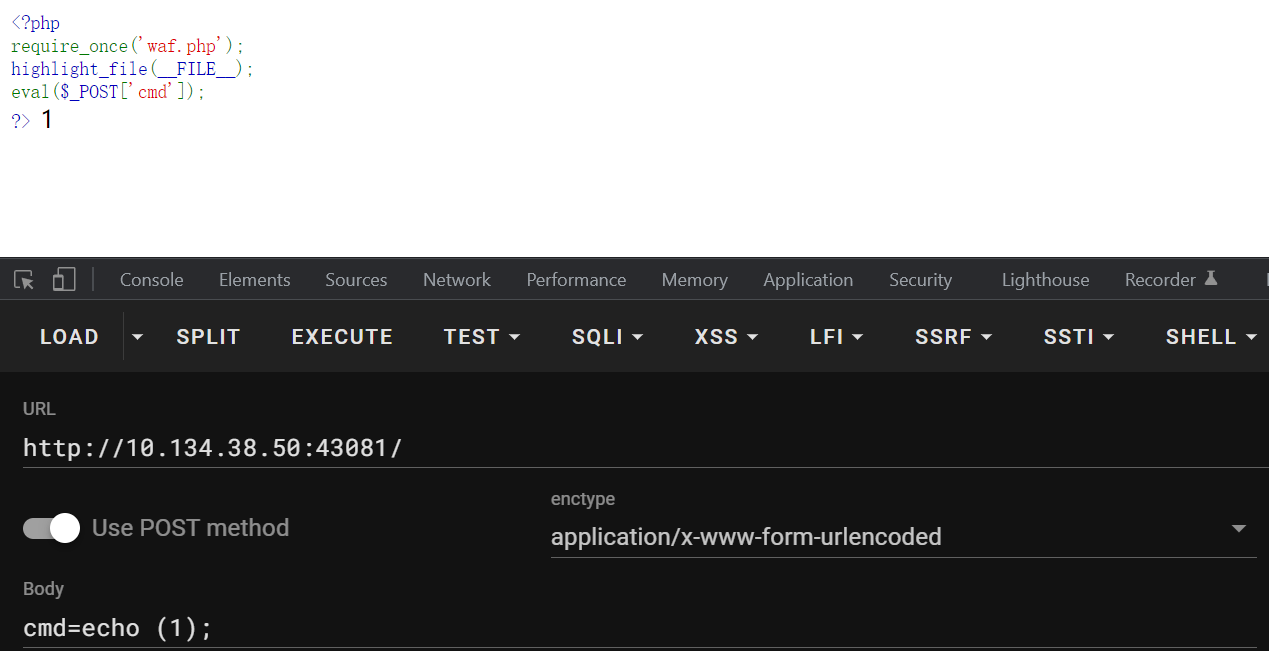 <?php
require_once('waf.php');
highlight_file(__FILE__);
eval($_POST['cmd']);
?> 1
Console Elements Sources Network Performance Memory Application Security Lighthouse Recorder
LOAD SPLIT EXECUTE TEST SQLI XSS LFI SSRF SSTI SHELL
URL
http://10.134.38.50:43081/
enctype
Use POST method
application/x-www-form-urlencoded
Body
cmd=echo (1);